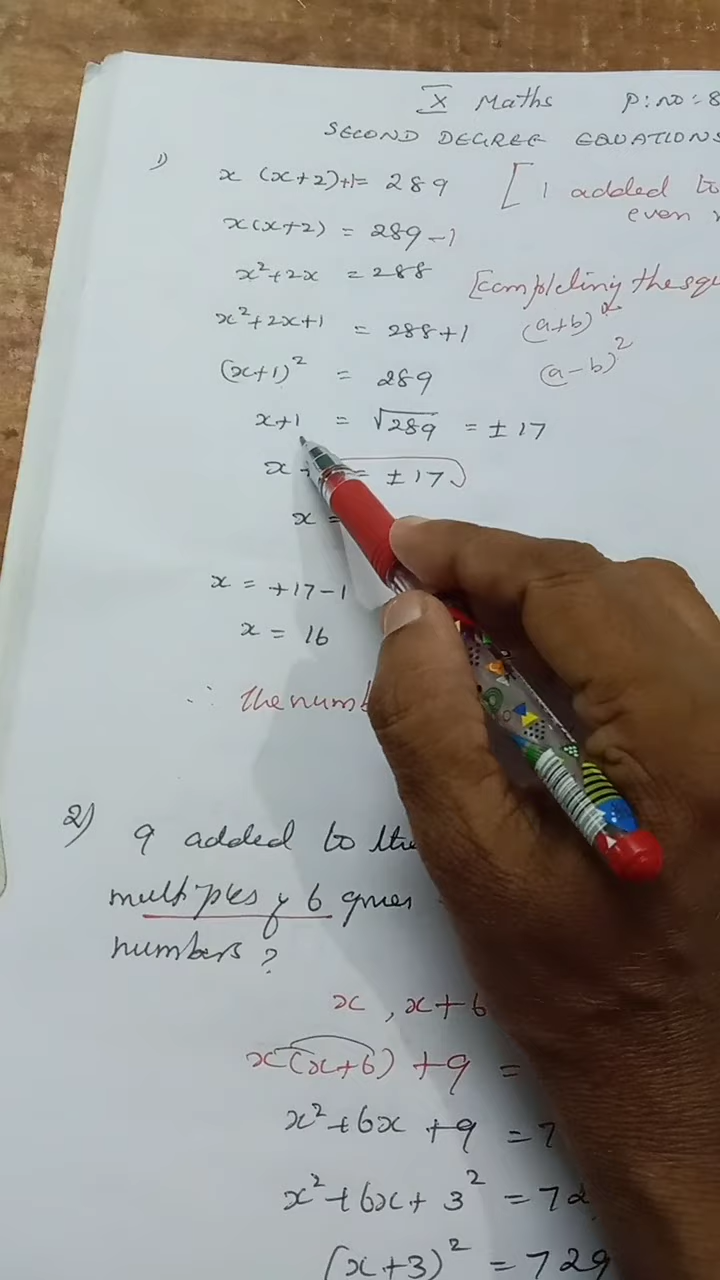 X Maths P: no:- 8
SECOND DEGREE EQUATIONS
1) x (x+2)+1= 289 [ 1 added to
even
x(x+2) = 289-1
x²+2x = 288 [completing the squ
x²+2x+1 = 288+1 (a+b)²
(x+1)² = 289 (a-b)²
x+1 = √289 = ±17
x = ±17
x =
x = +17-1
x = 16
∴ The numb
2) 9 added to the
multiples of 6 gives
numbers?
x , x+6
x(x+6) +9 =
x²+6x +9 = 7
x²+6x+ 3² = 72
(x+3)² = 729